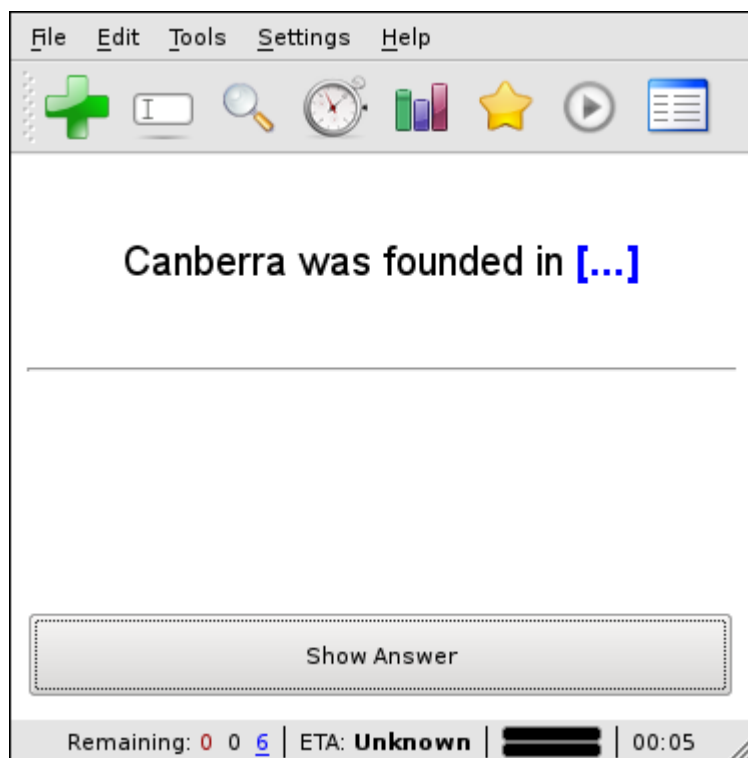 File Edit Tools Settings Help
Canberra was founded in [...]
Show Answer
Remaining: 0 0 6 ETA: Unknown 00:05